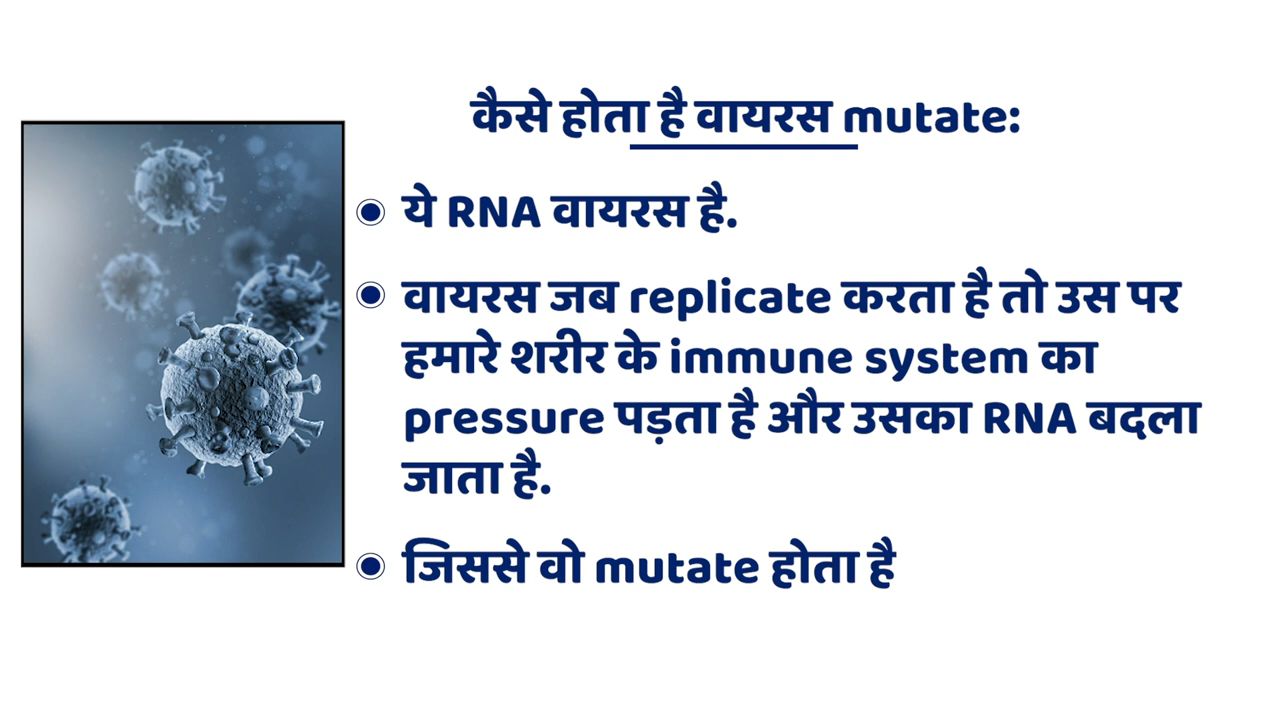 कैसे होता है वायरस mutate:
ये RNA वायरस है.
वायरस जब replicate करता है तो उस पर
हमारे शरीर के immune system का
pressure पड़ता है और उसका RNA बदला
जाता है.
जिससे वो mutate होता है